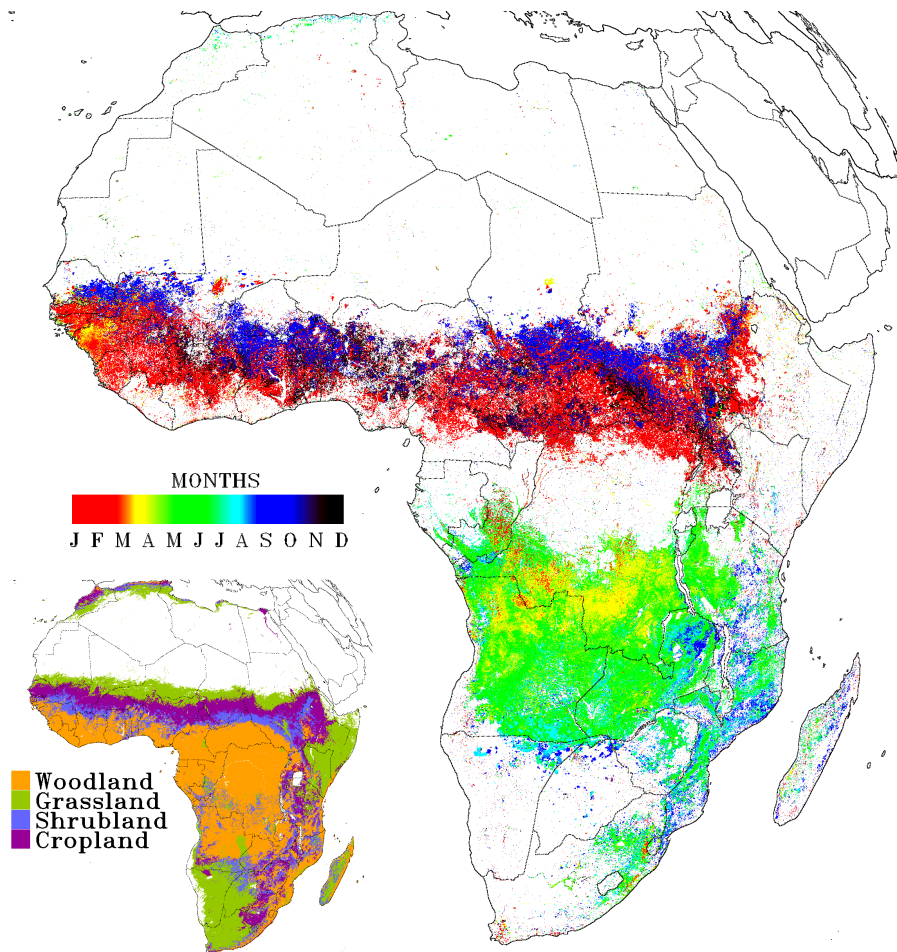 MONTHS
J F M A M J J A S O N D
Woodland
Grassland
Shrubland
Cropland